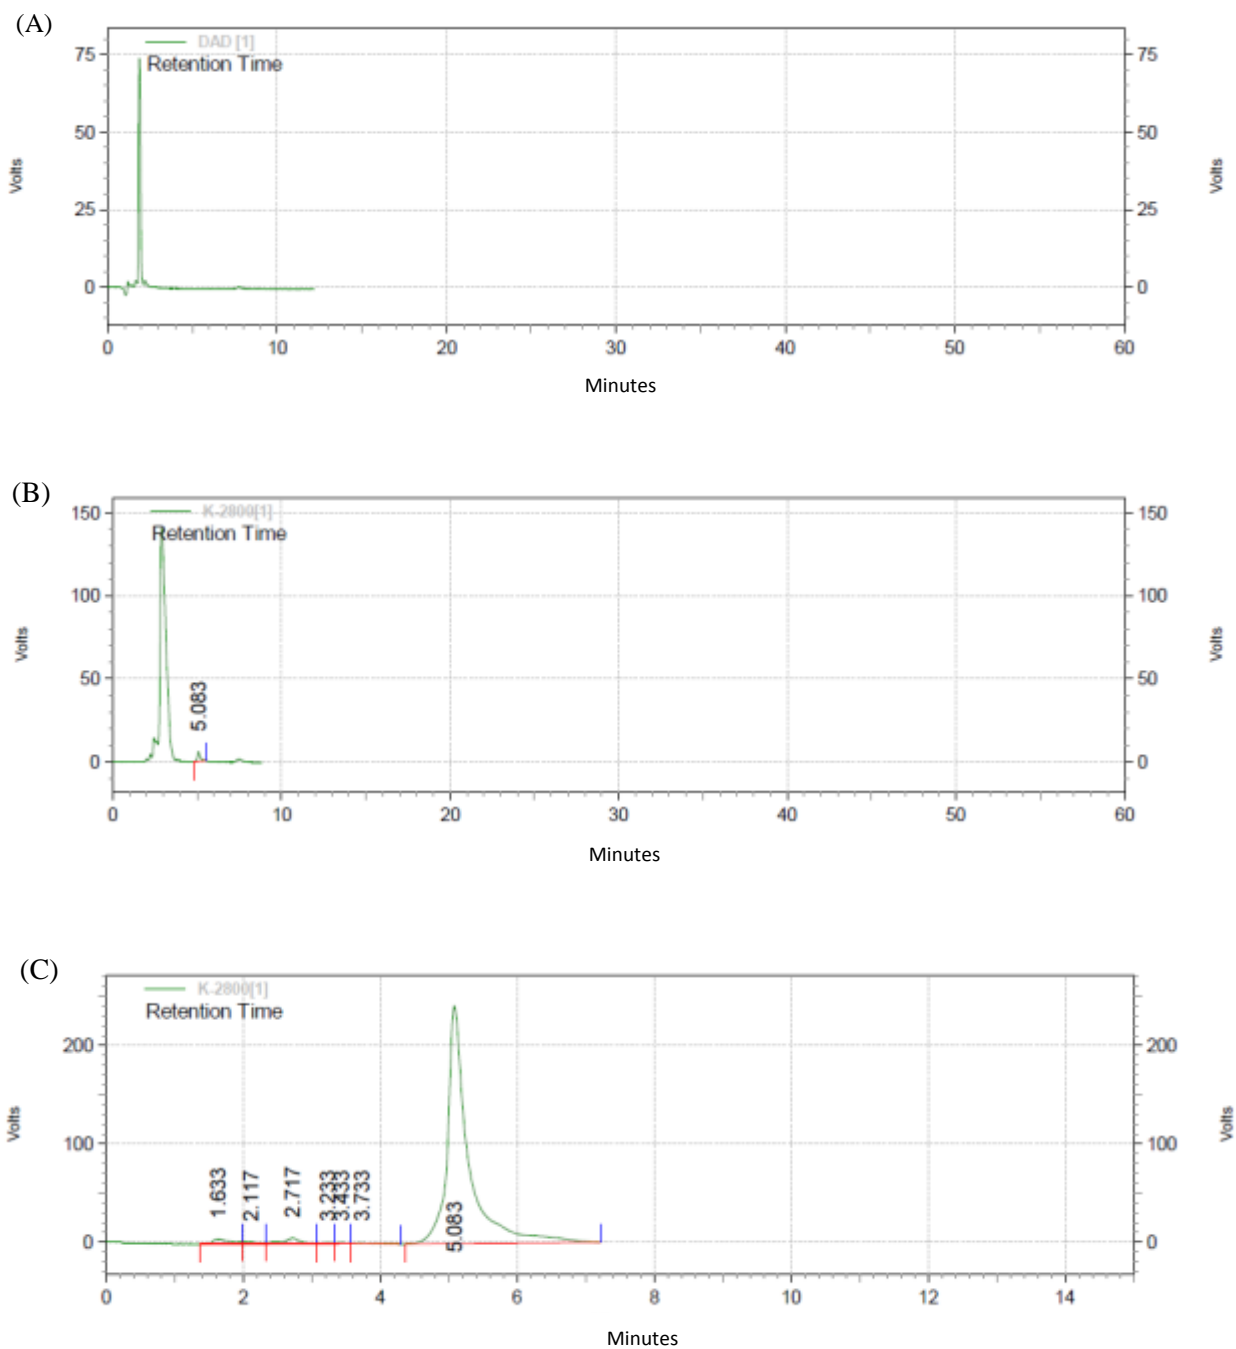 (A)
DAD [1]
Retention Time
75
75
50
50
25
25
0
0
Volts
Volts
0
10
20
30
40
50
60
Minutes
(B)
K-2800[1]
Retention Time
150
150
100
100
50
50
0
0
5.083
Volts
Volts
0
10
20
30
40
50
60
Minutes
(C)
K-2800[1]
Retention Time
200
200
100
100
0
0
1.633
2.117
2.717
3.233
3.433
3.733
5.083
Volts
Volts
0
2
4
6
8
10
12
14
Minutes